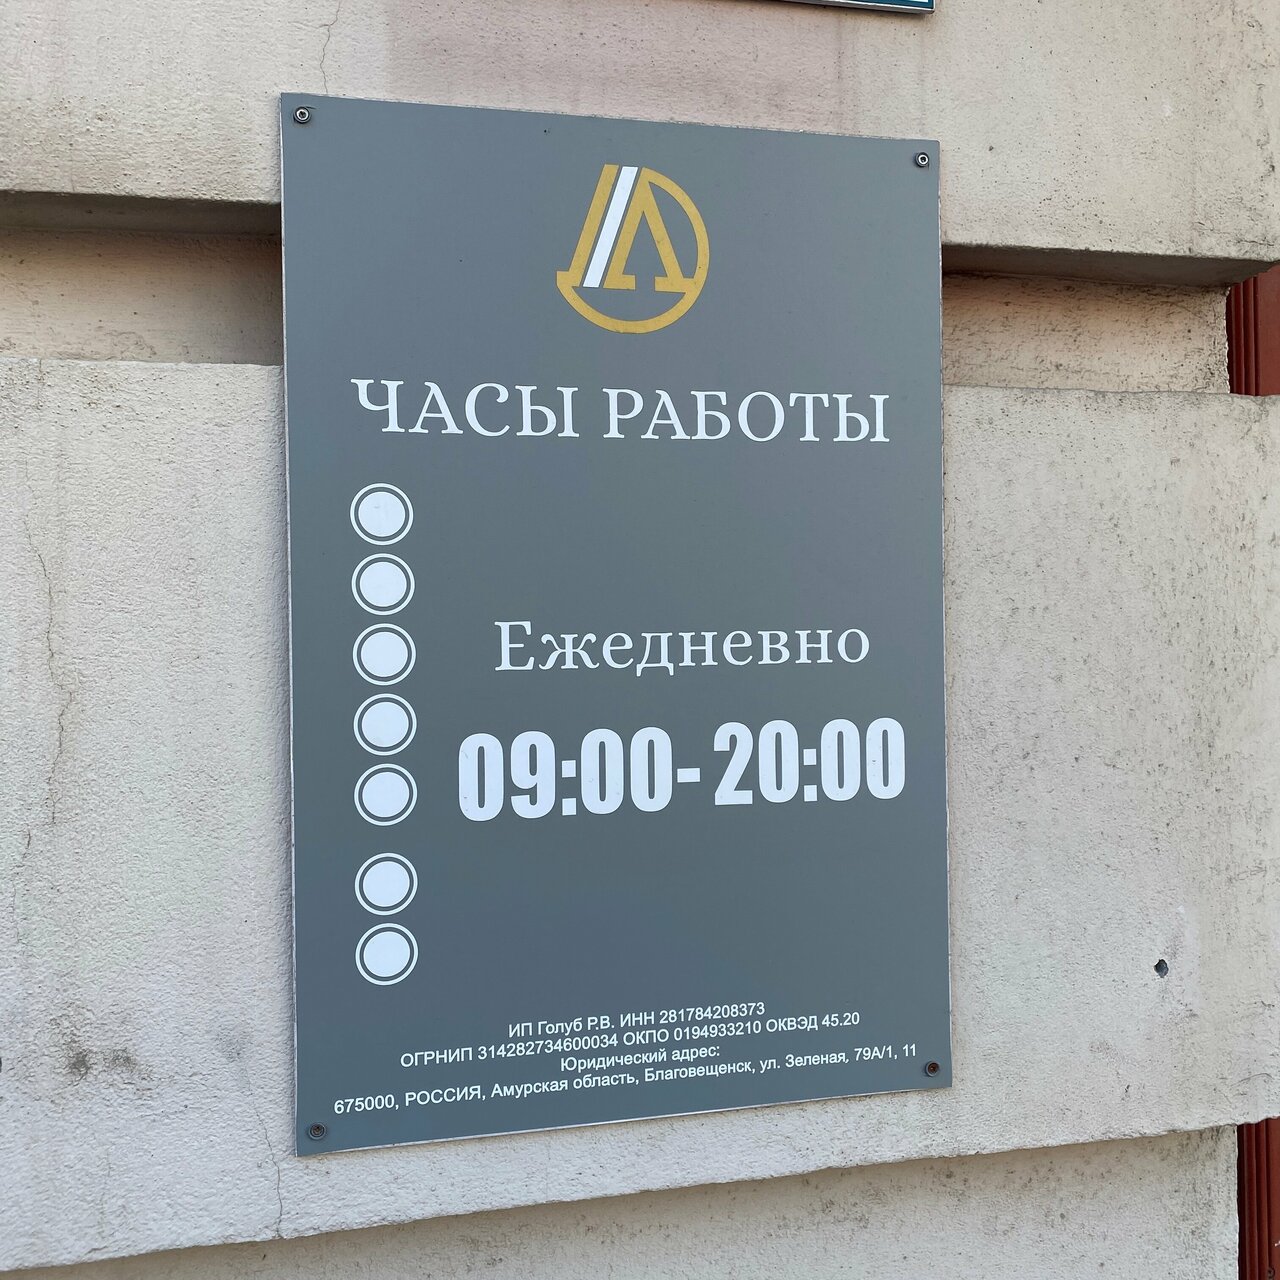 ЧАСЫ РАБОТЫ
Ежедневно
09:00-20:00
ИП Голуб Р.В. ИНН 281784208373
ОГРНИП 314282734600034 ОКПО 0194933210 ОКВЭД 45.20
Юридический адрес:
675000, РОССИЯ, Амурская область, Благовещенск, ул. Зеленая, 79А/1, 11